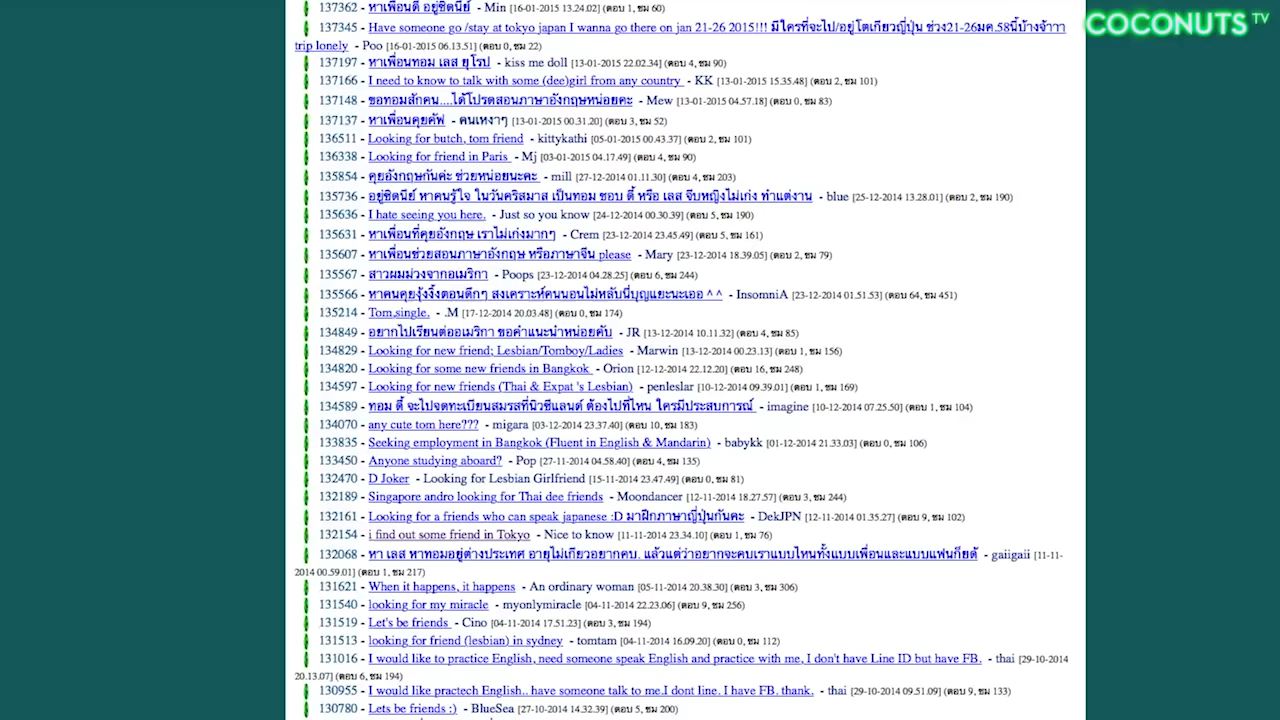 COCONUTS TV
137362 - หาเพื่อนดี้ อยู่ซิดนีย์ - Min [16-01-2015 13.24.02] (ตอบ 1, ชม 60)
137345 - Have someone go /stay at tokyo japan I wanna go there on jan 21-26 2015!!! มีใครที่จะไป/อยู่โตเกียวญี่ปุ่น ช่วง21-26มค.58นี้บ้างจ้าาา
trip lonely - Poo [16-01-2015 06.13.51] (ตอบ 0, ชม 22)
137197 - หาเพื่อนทอม เลส ยุโรป - kiss me doll [13-01-2015 22.02.34] (ตอบ 4, ชม 90)
137166 - I need to know to talk with some (dee)girl from any country - KK [13-01-2015 15.35.48] (ตอบ 2, ชม 101)
137148 - ขอทอมสักคน....ได้โปรดสอนภาษาอังกฤษหน่อยคะ - Mew [13-01-2015 04.57.18] (ตอบ 0, ชม 83)
137137 - หาเพื่อนคุยคัฟ - คนเหงาๆ [13-01-2015 00.31.20] (ตอบ 3, ชม 52)
136511 - Looking for butch, tom friend - kittykathi [05-01-2015 00.43.37] (ตอบ 2, ชม 101)
136338 - Looking for friend in Paris - Mj [03-01-2015 04.17.49] (ตอบ 4, ชม 90)
135854 - คุยอังกฤษกันค่ะ ช่วยหน่อยนะคะ - mill [27-12-2014 01.11.30] (ตอบ 4, ชม 203)
135736 - อยู่ซิดนีย์ หาคนรู้ใจ ในวันคริสมาส เป็นทอม ชอบ ดี้ หรือ เลส จีบหญิงไม่เก่ง ทำแต่งาน - blue [25-12-2014 13.28.01] (ตอบ 2, ชม 190)
135636 - I hate seeing you here. - Just so you know [24-12-2014 00.30.39] (ตอบ 5, ชม 190)
135631 - หาเพื่อนที่คุยอังกฤษ เราไม่เก่งมากๆ - Crem [23-12-2014 23.45.49] (ตอบ 5, ชม 161)
135607 - หาเพื่อนช่วยสอนภาษาอังกฤษ หรือภาษาจีน please - Mary [23-12-2014 18.39.05] (ตอบ 2, ชม 79)
135567 - สาวผมม่วงจากอเมริกา - Poops [23-12-2014 04.28.25] (ตอบ 6, ชม 244)
135566 - หาคนคุยงุ้งงิ้งตอนดึกๆ สงเคราะห์คนนอนไม่หลับนี่บุญแยะนะเออ ^ ^ - InsomniA [23-12-2014 01.51.53] (ตอบ 64, ชม 451)
135214 - Tom,single. - .M [17-12-2014 20.03.48] (ตอบ 0, ชม 174)
134849 - อยากไปเรียนต่ออเมริกา ขอคำแนะนำหน่อยคับ - JR [13-12-2014 10.11.32] (ตอบ 4, ชม 85)
134829 - Looking for new friend; Lesbian/Tomboy/Ladies - Marwin [13-12-2014 00.23.13] (ตอบ 1, ชม 156)
134820 - Looking for some new friends in Bangkok - Orion [12-12-2014 22.12.20] (ตอบ 16, ชม 248)
134597 - Looking for new friends (Thai & Expat 's Lesbian) - penleslar [10-12-2014 09.39.01] (ตอบ 1, ชม 169)
134589 - ทอม ดี้ จะไปจดทะเบียนสมรสที่นิวซีแลนด์ ต้องไปที่ไหน ใครมีประสบการณ์ - imagine [10-12-2014 07.25.50] (ตอบ 1, ชม 104)
134070 - any cute tom here??? - migara [03-12-2014 23.37.40] (ตอบ 10, ชม 183)
133835 - Seeking employment in Bangkok (Fluent in English & Mandarin) - babykk [01-12-2014 21.33.03] (ตอบ 0, ชม 106)
133450 - Anyone studying aboard? - Pop [27-11-2014 04.58.40] (ตอบ 4, ชม 135)
132470 - D Joker - Looking for Lesbian Girlfriend [15-11-2014 23.47.49] (ตอบ 0, ชม 81)
132189 - Singapore andro looking for Thai dee friends - Moondancer [12-11-2014 18.27.57] (ตอบ 3, ชม 244)
132161 - Looking for a friends who can speak japanese :D มาฝึกภาษาญี่ปุ่นกันคะ - DekJPN [12-11-2014 01.35.27] (ตอบ 9, ชม 102)
132154 - i find out some friend in Tokyo - Nice to know [11-11-2014 23.34.10] (ตอบ 1, ชม 76)
132068 - หา เลส หาทอมอยู่ต่างประเทศ อายุไม่เกียวอยากคบ. แล้วแต่ว่าอยากจะคบเราแบบไหนทั้งแบบเพื่อนและแบบแฟนก็ยดี้ - gaiigaii [11-11-
2014 00.59.01] (ตอบ 1, ชม 217)
131621 - When it happens, it happens - An ordinary woman [05-11-2014 20.38.30] (ตอบ 3, ชม 306)
131540 - looking for my miracle - myonlymiracle [04-11-2014 22.23.06] (ตอบ 9, ชม 256)
131519 - Let's be friends - Cino [04-11-2014 17.51.23] (ตอบ 3, ชม 194)
131513 - looking for friend (lesbian) in sydney - tomtam [04-11-2014 16.09.20] (ตอบ 0, ชม 112)
131016 - I would like to practice English, need someone speak English and practice with me, I don't have Line ID but have FB. - thai [29-10-2014
20.13.07] (ตอบ 6, ชม 194)
130955 - I would like practech English.. have someone talk to me.I dont line. I have FB. thank. - thai [29-10-2014 09.51.09] (ตอบ 9, ชม 133)
130780 - Lets be friends :) - BlueSea [27-10-2014 14.32.39] (ตอบ 5, ชม 200)